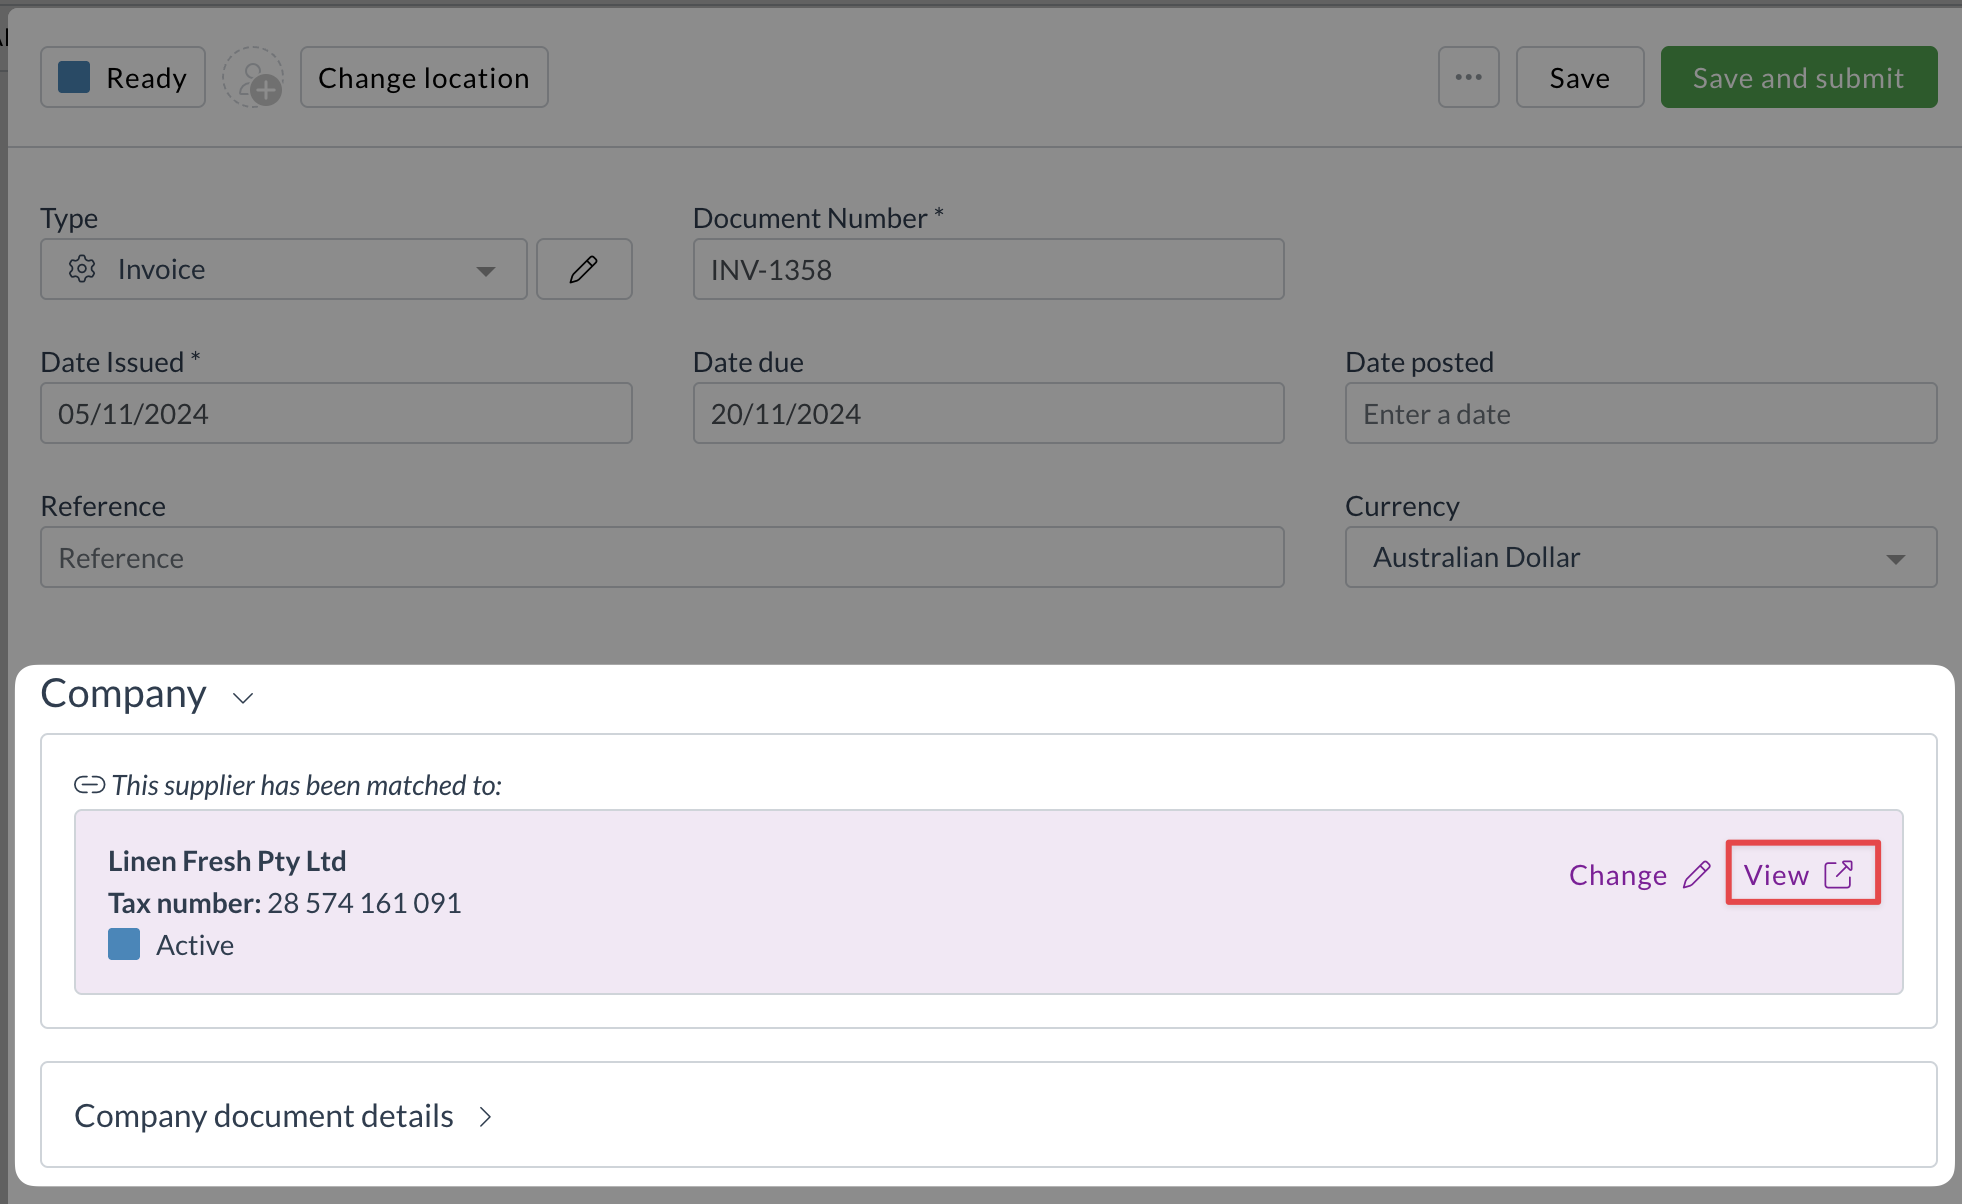 Ready
Change location
Save
Save and submit
Type
Document Number *
Invoice
INV-1358
Date Issued *
Date due
Date posted
05/11/2024
20/11/2024
Enter a date
Reference
Currency
Reference
Australian Dollar
Company
This supplier has been matched to:
Linen Fresh Pty Ltd
Change
View
Tax number: 28 574 161 091
Active
Company document details